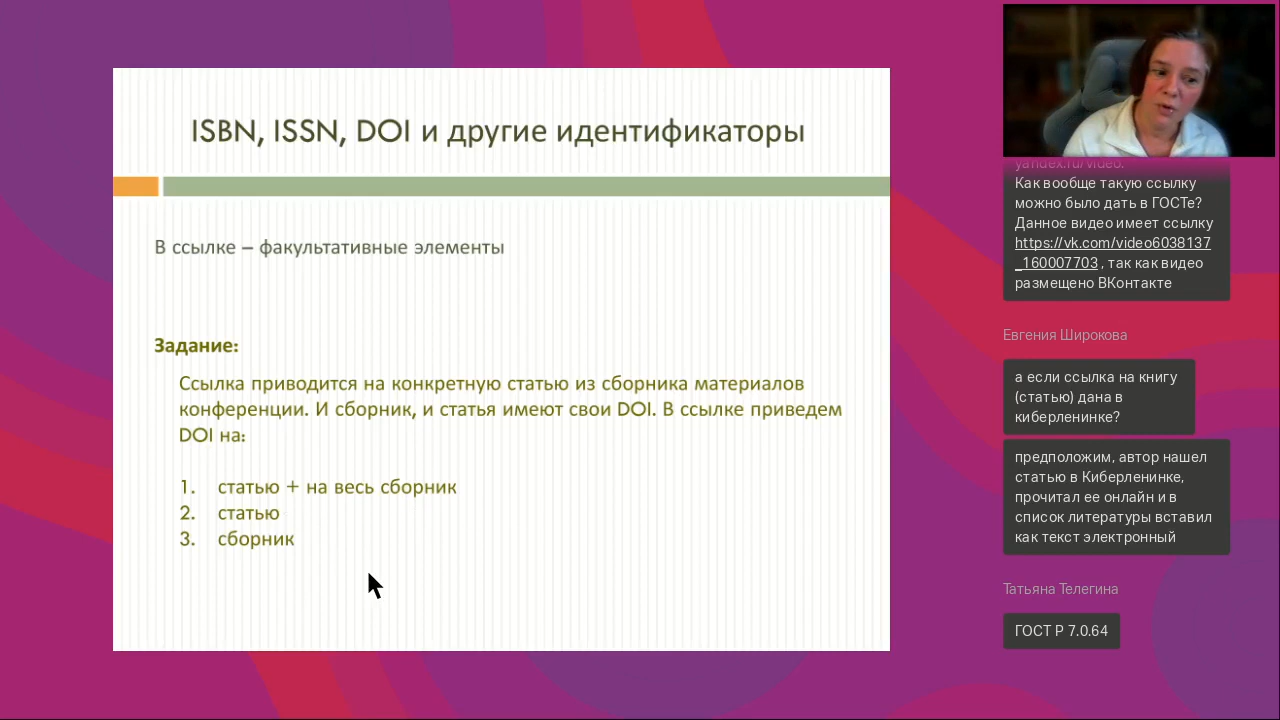 ISBN, ISSN, DOI и другие идентификаторы
В ссылке – факультативные элементы
Задание:
Ссылка приводится на конкретную статью из сборника материалов
конференции. И сборник, и статья имеют свои DOI. В ссылке приведем
DOI на:
1. статью + на весь сборник
2. статью
3. сборник
yandex.ru/video.
Как вообще такую ссылку
можно было дать в ГОСТе?
Данное видео имеет ссылку
https://vk.com/video6038137
_160007703 , так как видео
размещено ВКонтакте
Евгения Широкова
а если ссылка на книгу
(статью) дана в
киберленинке?
предположим, автор нашел
статью в Киберленинке,
прочитал ее онлайн и в
список литературы вставил
как текст электронный
Татьяна Телегина
ГОСТ Р 7.0.64